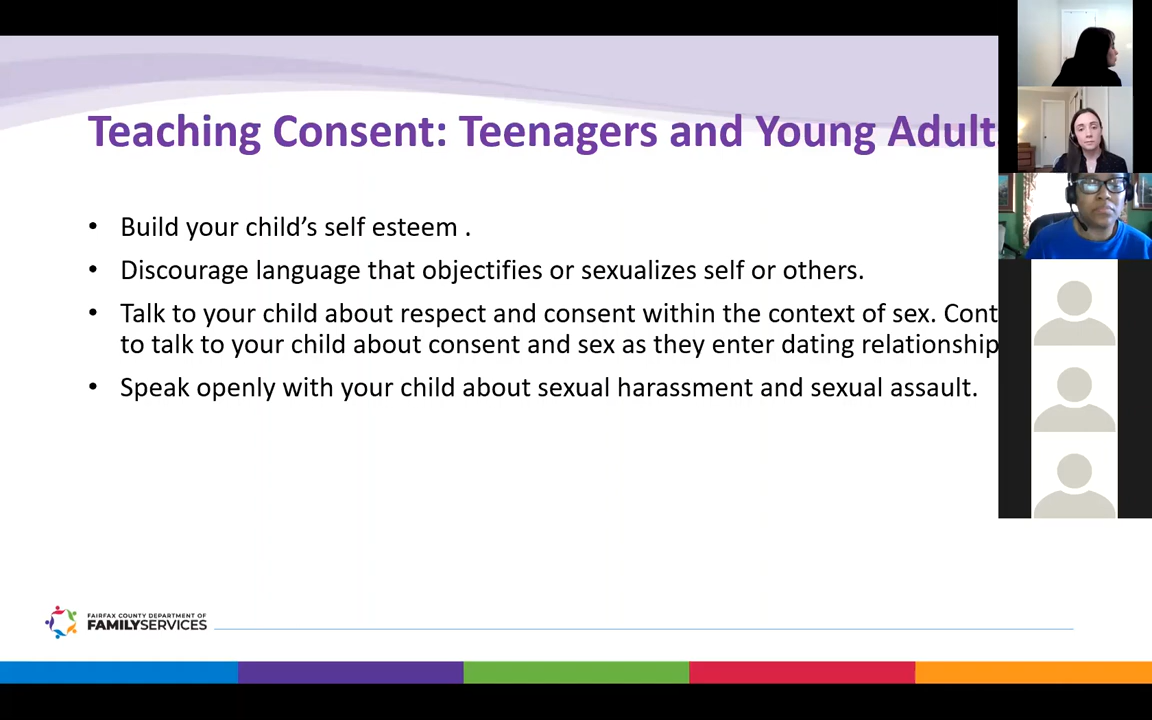 Teaching Consent: Teenagers and Young Adult
• Build your child's self esteem .
• Discourage language that objectifies or sexualizes self or others.
• Talk to your child about respect and consent within the context of sex. Cont
to talk to your child about consent and sex as they enter dating relationship
• Speak openly with your child about sexual harassment and sexual assault.
FAIRFAX COUNTY DEPARTMENT OF
FAMILYSERVICES